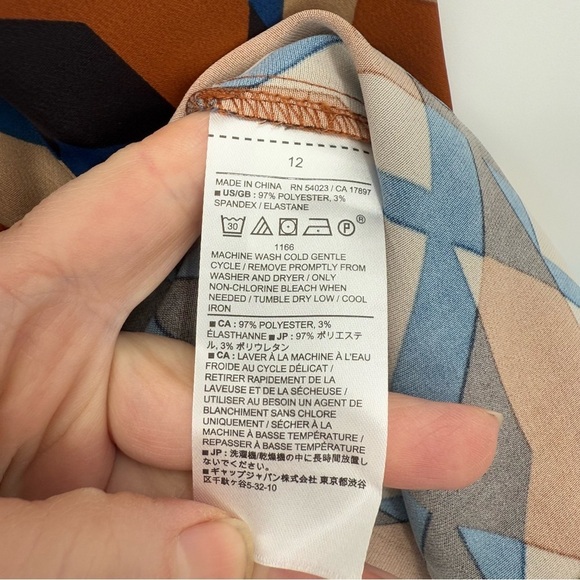 12
MADE IN CHINA RN 54023 / CA 17897
■ US/GB : 97% POLYESTER, 3%
SPANDEX / ELASTANE
30 P
1166
MACHINE WASH COLD GENTLE
CYCLE / REMOVE PROMPTLY FROM
WASHER AND DRYER / ONLY
NON-CHLORINE BLEACH WHEN
NEEDED / TUMBLE DRY LOW / COOL
IRON
■ CA : 97% POLYESTER, 3%
ÉLASTHANNE ■ JP : 97% ポリエステ
ル, 3% ポリウレタン
■ CA : LAVER À LA MACHINE À L'EAU
FROIDE AU CYCLE DÉLICAT /
RETIRER RAPIDEMENT DE LA
LAVEUSE ET DE LA SÉCHEUSE /
UTILISER AU BESOIN UN AGENT DE
BLANCHIMENT SANS CHLORE
UNIQUEMENT / SÉCHER À LA
MACHINE À BASSE TEMPÉRATURE /
REPASSER À BASSE TEMPÉRATURE
■ JP : 洗濯機/乾燥機の中に長時間放置し
ないでください。
■ ギャップジャパン株式会社 東京都渋谷
区千駄ヶ谷5-32-10